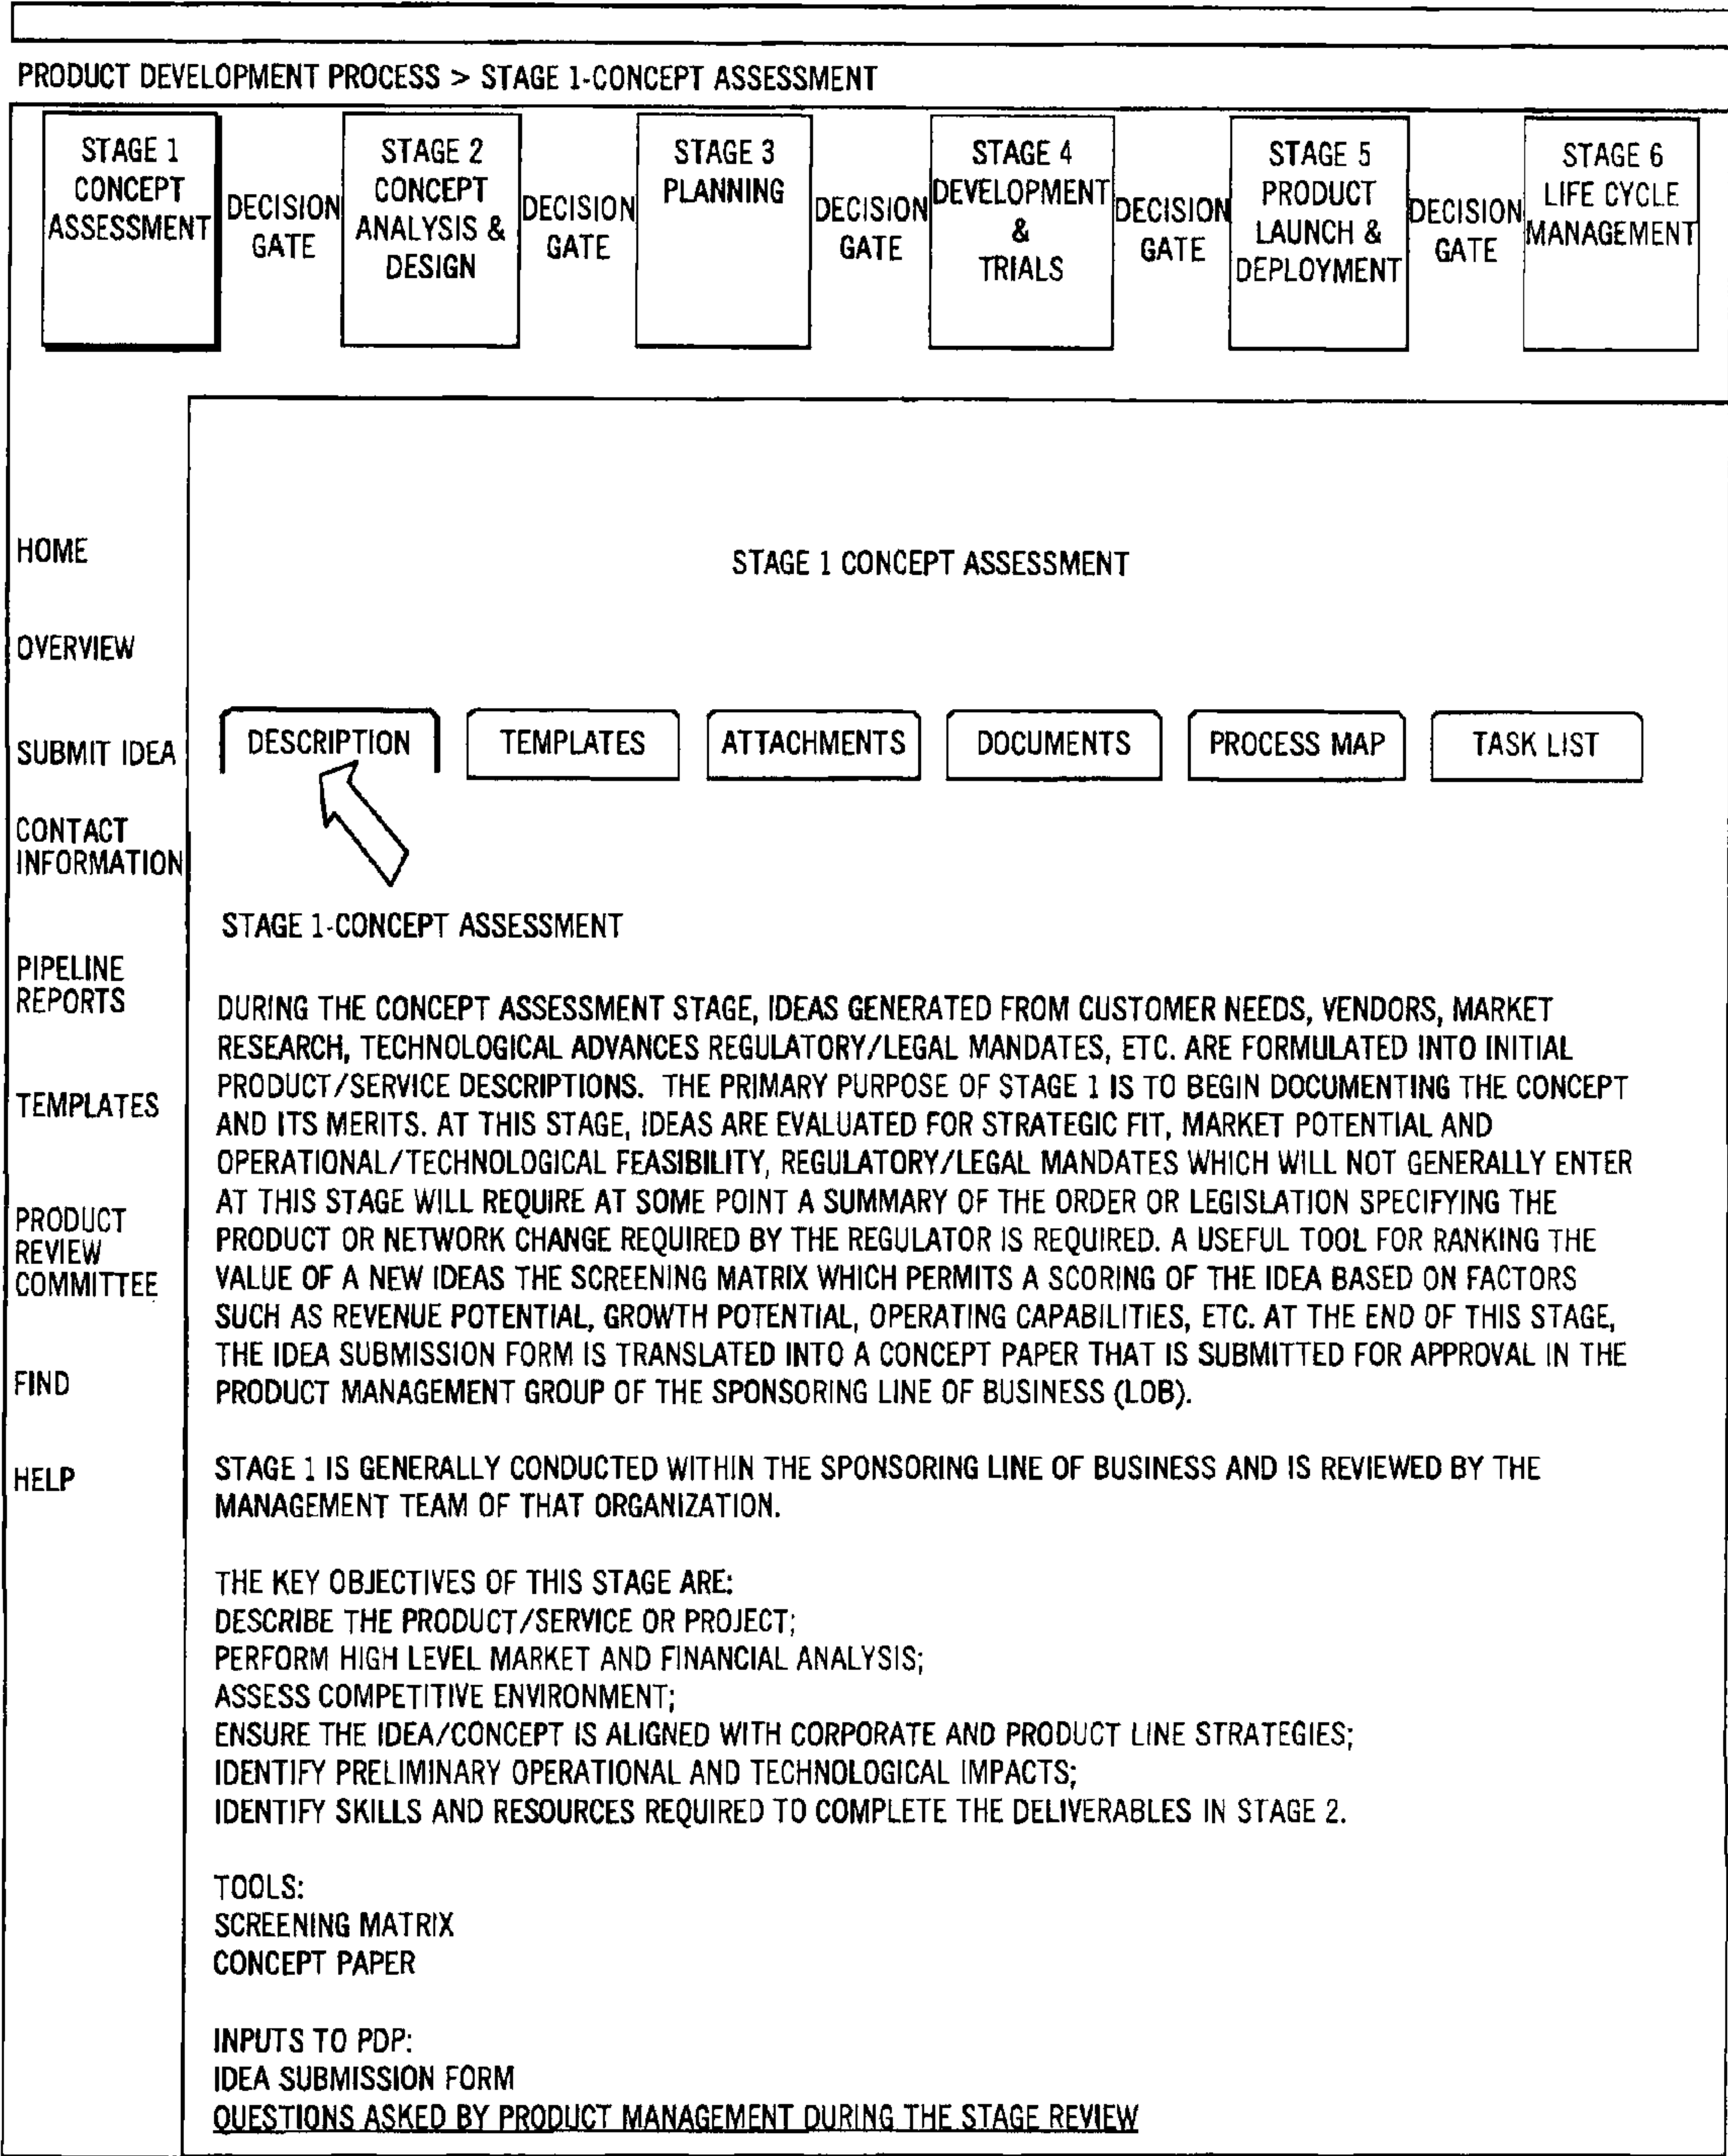 PRODUCT DEVELOPMENT PROCESS > STAGE 1-CONCEPT ASSESSMENT
STAGE 1
CONCEPT
ASSESSMENT
DECISION
GATE
STAGE 2
CONCEPT
ANALYSIS &
DESIGN
DECISION
GATE
STAGE 3
PLANNING
DECISION
GATE
STAGE 4
DEVELOPMENT
&
TRIALS
DECISION
GATE
STAGE 5
PRODUCT
LAUNCH &
DEPLOYMENT
DECISION
GATE
STAGE 6
LIFE CYCLE
MANAGEMENT
HOME
OVERVIEW
SUBMIT IDEA
CONTACT
INFORMATION
PIPELINE
REPORTS
TEMPLATES
PRODUCT
REVIEW
COMMITTEE
FIND
HELP
STAGE 1 CONCEPT ASSESSMENT
DESCRIPTION
TEMPLATES
ATTACHMENTS
DOCUMENTS
PROCESS MAP
TASK LIST
STAGE 1-CONCEPT ASSESSMENT
DURING THE CONCEPT ASSESSMENT STAGE, IDEAS GENERATED FROM CUSTOMER NEEDS, VENDORS, MARKET
RESEARCH, TECHNOLOGICAL ADVANCES REGULATORY/LEGAL MANDATES, ETC. ARE FORMULATED INTO INITIAL
PRODUCT/SERVICE DESCRIPTIONS. THE PRIMARY PURPOSE OF STAGE 1 IS TO BEGIN DOCUMENTING THE CONCEPT
AND ITS MERITS. AT THIS STAGE, IDEAS ARE EVALUATED FOR STRATEGIC FIT, MARKET POTENTIAL AND
OPERATIONAL/TECHNOLOGICAL FEASIBILITY, REGULATORY/LEGAL MANDATES WHICH WILL NOT GENERALLY ENTER
AT THIS STAGE WILL REQUIRE AT SOME POINT A SUMMARY OF THE ORDER OR LEGISLATION SPECIFYING THE
PRODUCT OR NETWORK CHANGE REQUIRED BY THE REGULATOR IS REQUIRED. A USEFUL TOOL FOR RANKING THE
VALUE OF A NEW IDEAS THE SCREENING MATRIX WHICH PERMITS A SCORING OF THE IDEA BASED ON FACTORS
SUCH AS REVENUE POTENTIAL, GROWTH POTENTIAL, OPERATING CAPABILITIES, ETC. AT THE END OF THIS STAGE,
THE IDEA SUBMISSION FORM IS TRANSLATED INTO A CONCEPT PAPER THAT IS SUBMITTED FOR APPROVAL IN THE
PRODUCT MANAGEMENT GROUP OF THE SPONSORING LINE OF BUSINESS (LOB).
STAGE 1 IS GENERALLY CONDUCTED WITHIN THE SPONSORING LINE OF BUSINESS AND IS REVIEWED BY THE
MANAGEMENT TEAM OF THAT ORGANIZATION.
THE KEY OBJECTIVES OF THIS STAGE ARE:
DESCRIBE THE PRODUCT/SERVICE OR PROJECT;
PERFORM HIGH LEVEL MARKET AND FINANCIAL ANALYSIS;
ASSESS COMPETITIVE ENVIRONMENT;
ENSURE THE IDEA/CONCEPT IS ALIGNED WITH CORPORATE AND PRODUCT LINE STRATEGIES;
IDENTIFY PRELIMINARY OPERATIONAL AND TECHNOLOGICAL IMPACTS;
IDENTIFY SKILLS AND RESOURCES REQUIRED TO COMPLETE THE DELIVERABLES IN STAGE 2.
TOOLS:
SCREENING MATRIX
CONCEPT PAPER
INPUTS TO PDP:
IDEA SUBMISSION FORM
QUESTIONS ASKED BY PRODUCT MANAGEMENT DURING THE STAGE REVIEW